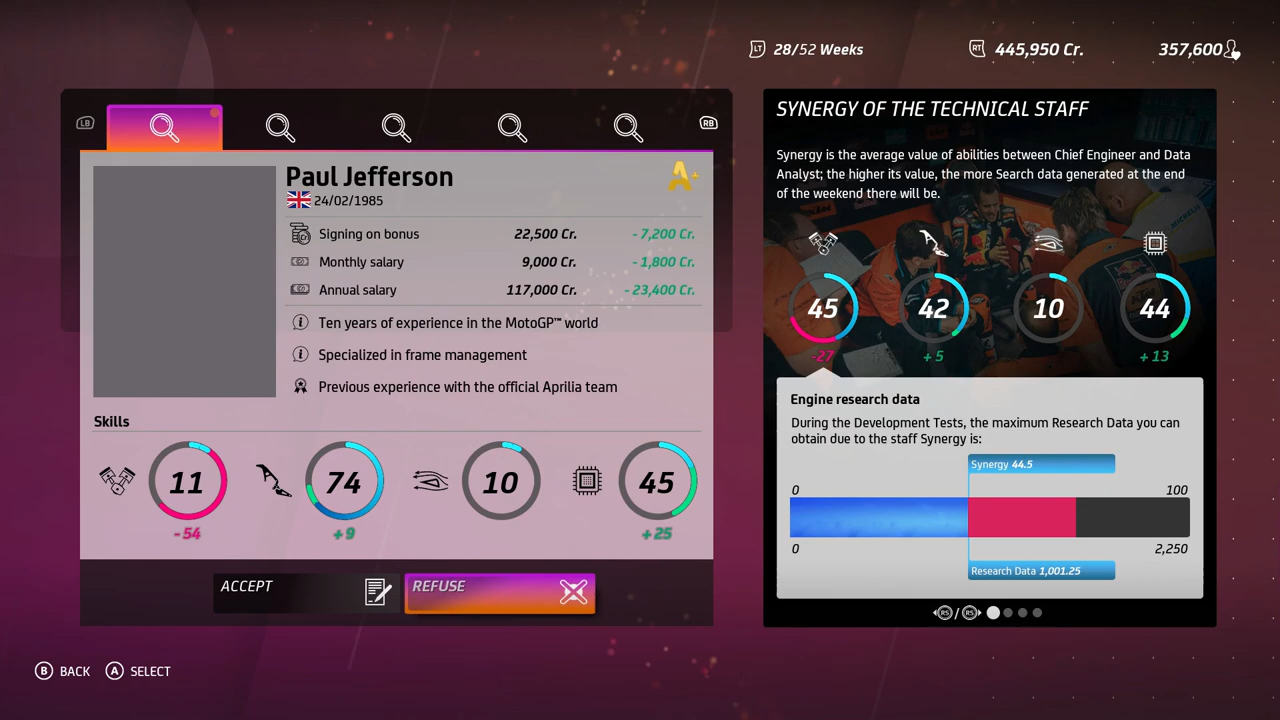 LT 28/52 Weeks
RT 445,950 Cr.
357,600
LB
RB
Paul Jefferson
A+
24/02/1985
Signing on bonus 22,500 Cr. - 7,200 Cr.
Monthly salary 9,000 Cr. - 1,800 Cr.
Annual salary 117,000 Cr. - 23,400 Cr.
Ten years of experience in the MotoGP™ world
Specialized in frame management
Previous experience with the official Aprilia team
Skills
11 74 10 45
- 54 + 9 + 25
ACCEPT
REFUSE
SYNERGY OF THE TECHNICAL STAFF
Synergy is the average value of abilities between Chief Engineer and Data
Analyst; the higher its value, the more Search data generated at the end
of the weekend there will be.
45 42 10 44
-27 + 5 + 13
Engine research data
During the Development Tests, the maximum Research Data you can
obtain due to the staff Synergy is:
Synergy 44.5
0 100
0 2,250
Research Data 1,001.25
RS / RS
B BACK A SELECT